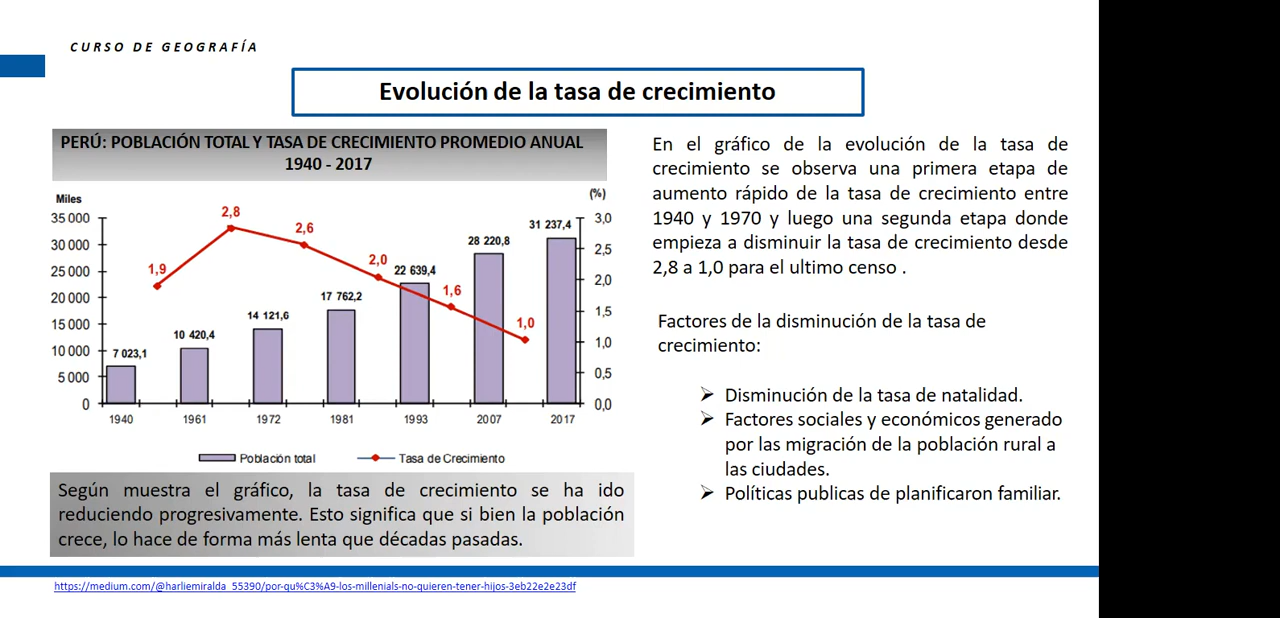 CURSO DE GEOGRAFÍA
Evolución de la tasa de crecimiento
PERÚ: POBLACIÓN TOTAL Y TASA DE CRECIMIENTO PROMEDIO ANUAL
1940 - 2017
Miles
(%)
35 000
30 000
25 000
20 000
15 000
10 000
5 000
0
3,0
2,5
2,0
1,5
1,0
0,5
0,0
1,9
2,8
2,6
2,0
1,6
1,0
7 023,1
10 420,4
14 121,6
17 762,2
22 639,4
28 220,8
31 237,4
1940 1961 1972 1981 1993 2007 2017
Población total Tasa de Crecimiento
Según muestra el gráfico, la tasa de crecimiento se ha ido
reduciendo progresivamente. Esto significa que si bien la población
crece, lo hace de forma más lenta que décadas pasadas.
En el gráfico de la evolución de la tasa de
crecimiento se observa una primera etapa de
aumento rápido de la tasa de crecimiento entre
1940 y 1970 y luego una segunda etapa donde
empieza a disminuir la tasa de crecimiento desde
2,8 a 1,0 para el ultimo censo .
Factores de la disminución de la tasa de
crecimiento:
➢ Disminución de la tasa de natalidad.
➢ Factores sociales y económicos generado
por las migración de la población rural a
las ciudades.
➢ Políticas publicas de planificaron familiar.
https://medium.com/@harliemiralda_55390/por-qu%C3%A9-los-millenials-no-quieren-tener-hijos-3eb22e2e23df